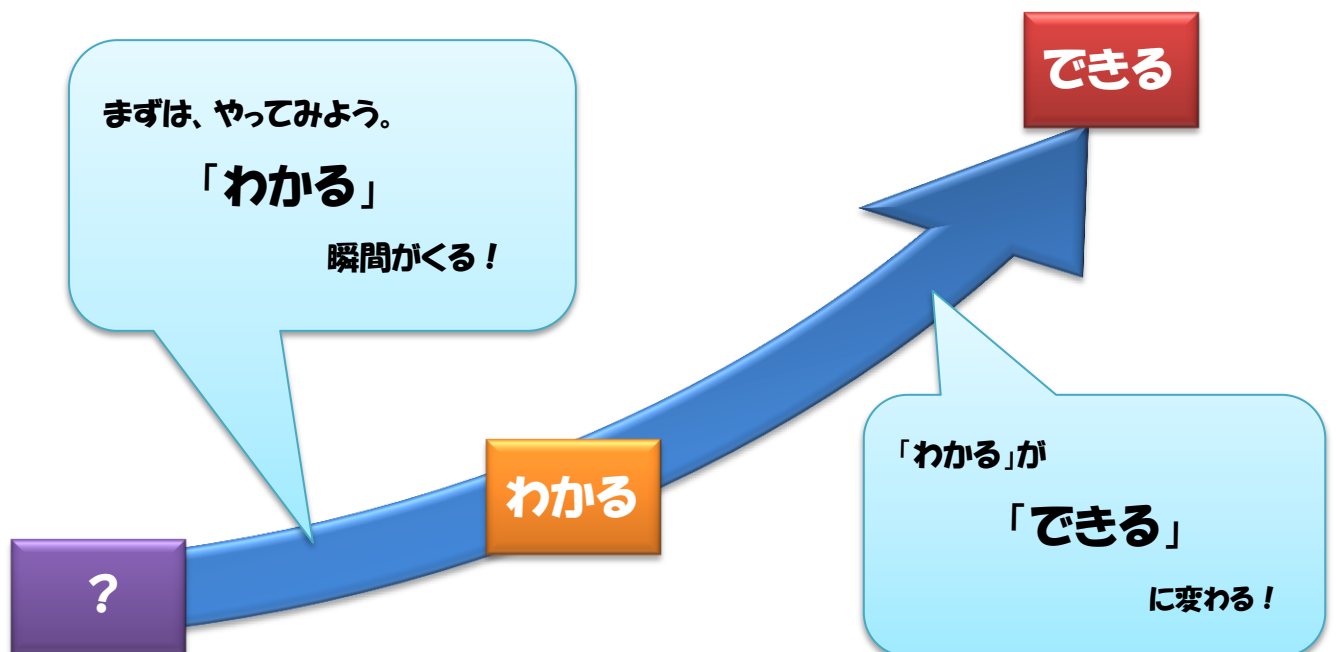 できる
まずは、やってみよう。
「わかる」
瞬間がくる！
「わかる」が
「できる」
に変わる！
わかる
？